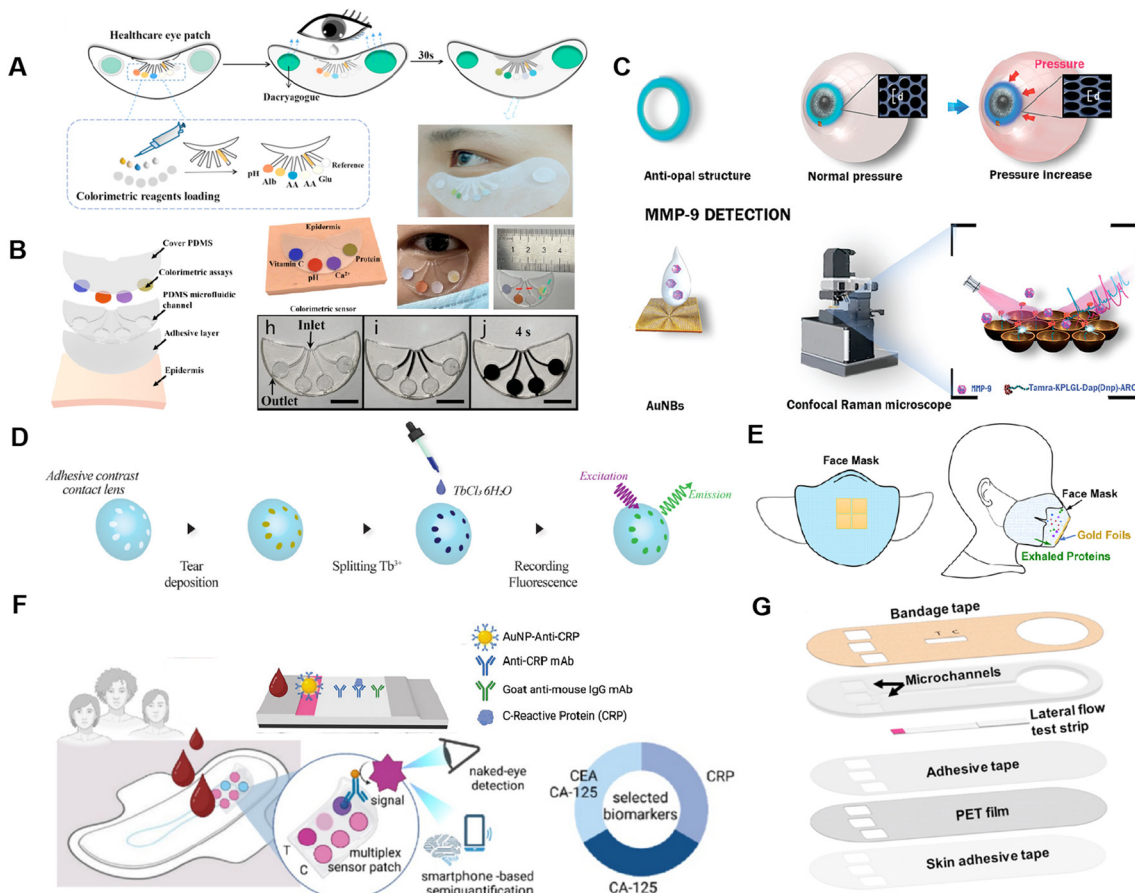 A
Healthcare eye patch
30s
Dacryagogue
Colorimetric reagents loading
pH
Alb
AA
AA
Glu
Reference
B
Cover PDMS
Colorimetric assays
PDMS microfluidic
channel
Adhesive layer
Epidermis
Epidermis
Vitamin C
pH
Ca²⁺
Protein
Colorimetric sensor
0 1 2 3 4
h
Inlet
Outlet
i
j
4 s
C
Anti-opal structure
d
Normal pressure
Pressure
d
Pressure increase
MMP-9 DETECTION
AuNBs
Confocal Raman microscope
MMP-9
Tamra-KPLGL-Dap(Dnp)-ARC
D
Adhesive contrast
contact lens
Tear
deposition
TbCl₃ 6H₂O
Splitting Tb³⁺
Excitation
Emission
Recording
Fluorescence
E
Face Mask
Face Mask
Gold Foils
Exhaled Proteins
F
AuNP-Anti-CRP
Anti-CRP mAb
Goat anti-mouse IgG mAb
C-Reactive Protein (CRP)
signal
T
C
multiplex
sensor patch
naked-eye
detection
smartphone -based
semiquantification
CEA
CA-125
CRP
selected
biomarkers
CA-125
G
Bandage tape
T C
Microchannels
Lateral flow
test strip
Adhesive tape
PET film
Skin adhesive tape